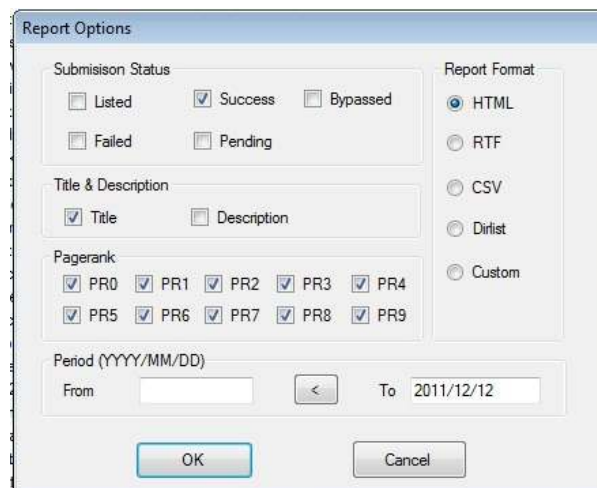 Report Options
Submisison Status
Listed Success Bypassed
Failed Pending
Title & Description
Title Description
Pagerank
PR0 PR1 PR2 PR3 PR4
PR5 PR6 PR7 PR8 PR9
Report Format
HTML
RTF
CSV
Dirlist
Custom
Period (YYYY/MM/DD)
From < To 2011/12/12
OK Cancel